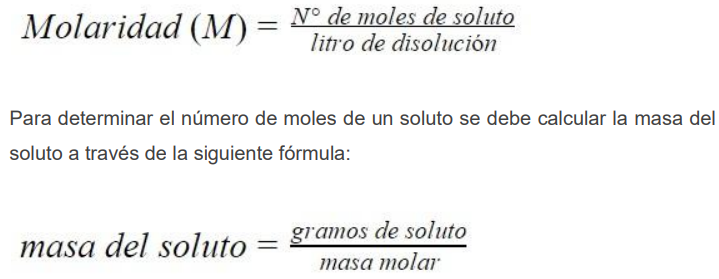 Molaridad (M) = N° de moles de soluto / litro de disolución
Para determinar el número de moles de un soluto se debe calcular la masa del
soluto a través de la siguiente fórmula:
masa del soluto = gramos de soluto / masa molar